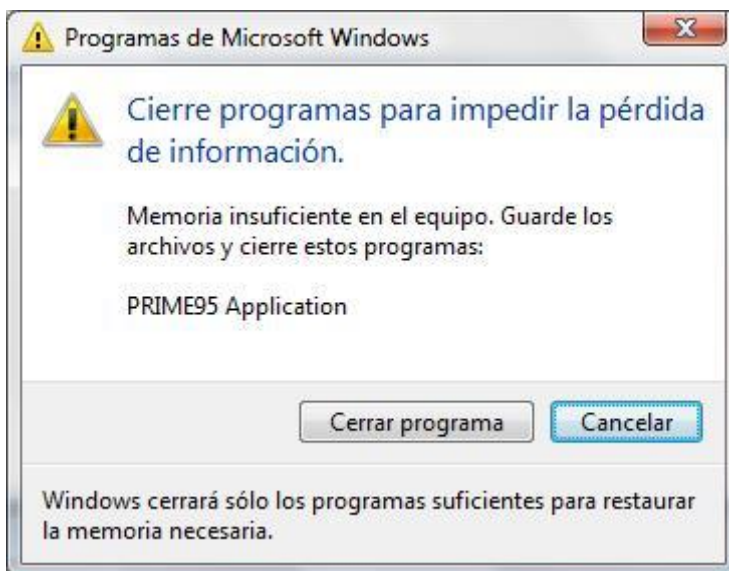 Programas de Microsoft Windows
Cierre programas para impedir la pérdida
de información.
Memoria insuficiente en el equipo. Guarde los
archivos y cierre estos programas:
PRIME95 Application
Cerrar programa
Cancelar
Windows cerrará sólo los programas suficientes para restaurar
la memoria necesaria.